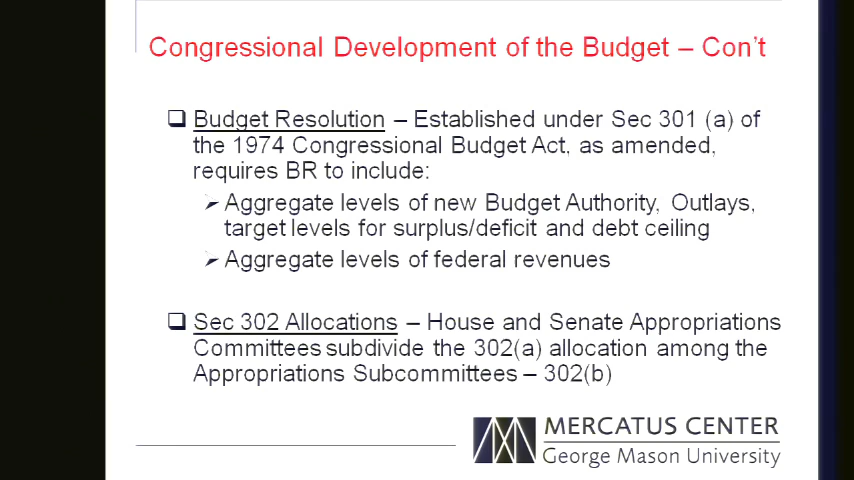 Congressional Development of the Budget – Con't
❑ Budget Resolution – Established under Sec 301 (a) of
the 1974 Congressional Budget Act, as amended,
requires BR to include:
➢ Aggregate levels of new Budget Authority, Outlays,
target levels for surplus/deficit and debt ceiling
➢ Aggregate levels of federal revenues
❑ Sec 302 Allocations – House and Senate Appropriations
Committees subdivide the 302(a) allocation among the
Appropriations Subcommittees – 302(b)
MERCATUS CENTER
George Mason University